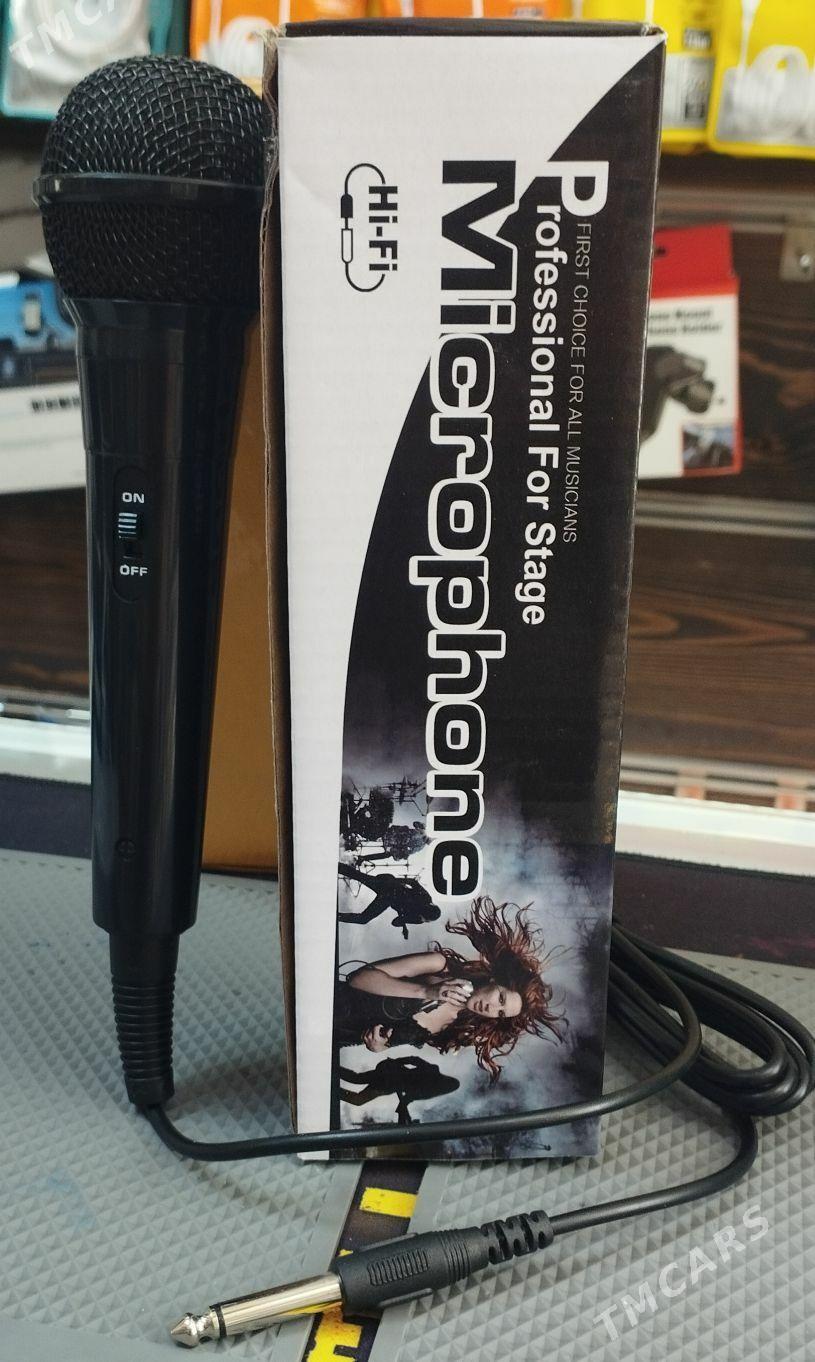 TMCARS
Hi-Fi
FIRST CHOICE FOR ALL MUSICIANS
Professional For Stage
Microphone
ON
OFF
TMCARS